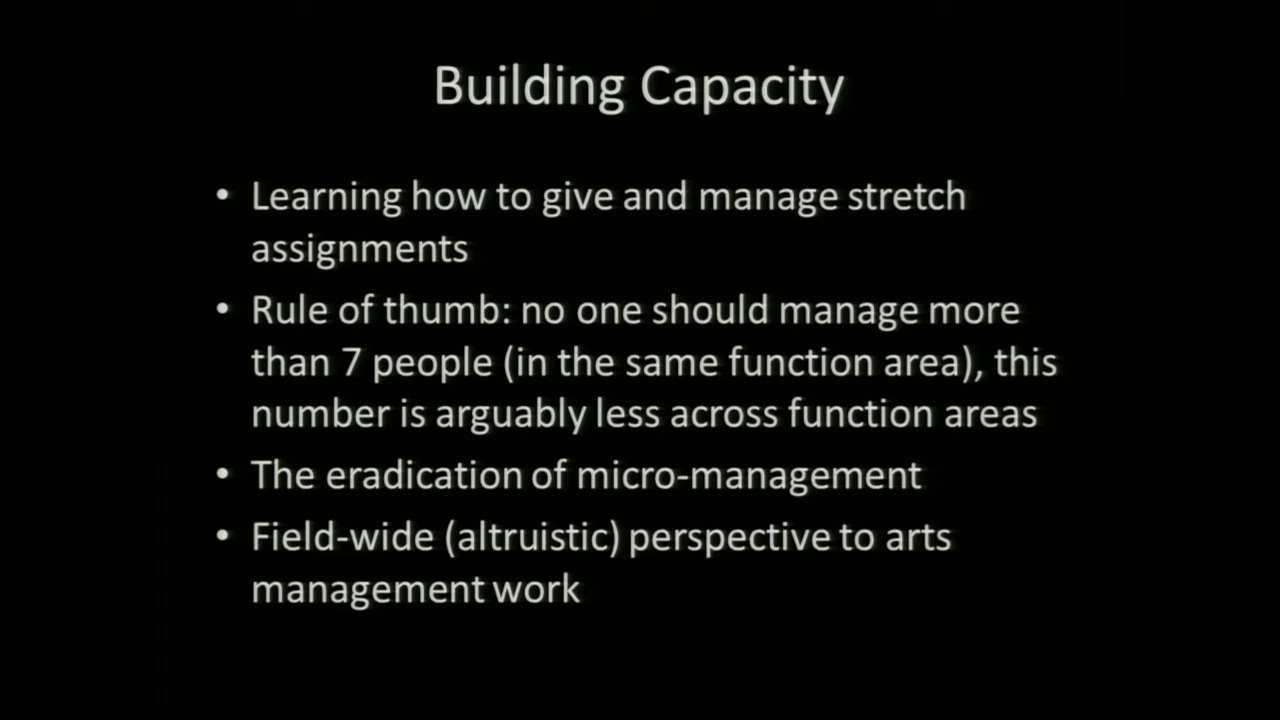 Building Capacity
• Learning how to give and manage stretch
assignments
• Rule of thumb: no one should manage more
than 7 people (in the same function area), this
number is arguably less across function areas
• The eradication of micro-management
• Field-wide (altruistic) perspective to arts
management work